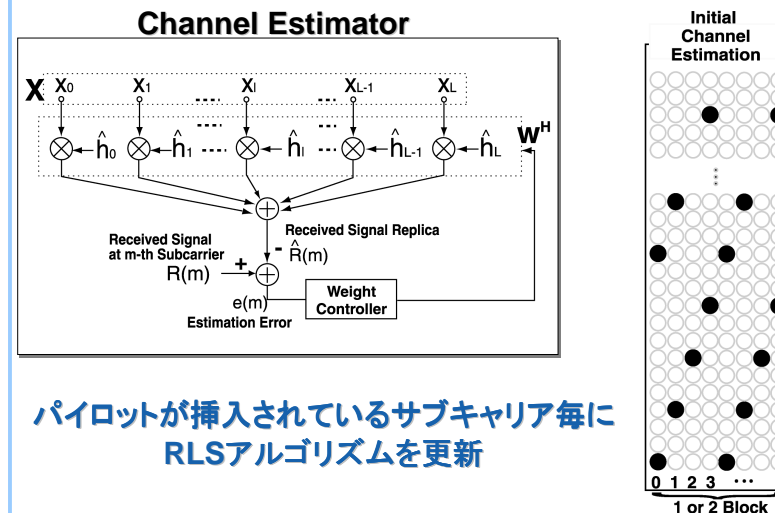 Channel Estimator
X X0 X1 ---- Xl ---- XL-1 XL
ĥ0 ĥ1 ---- ĥl ---- ĥL-1 ĥL W^H
+
Received Signal Replica
- R̂(m)
Received Signal
at m-th Subcarrier
R(m) +
e(m)
Estimation Error
Weight
Controller
パイロットが挿入されているサブキャリア毎に
RLSアルゴリズムを更新
Initial
Channel
Estimation
0 1 2 3 ...
1 or 2 Block